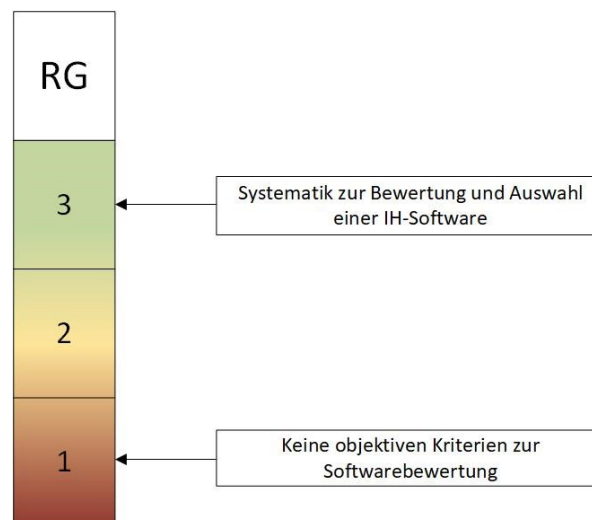 RG
3
Systematik zur Bewertung und Auswahl
einer IH-Software
2
1
Keine objektiven Kriterien zur
Softwarebewertung